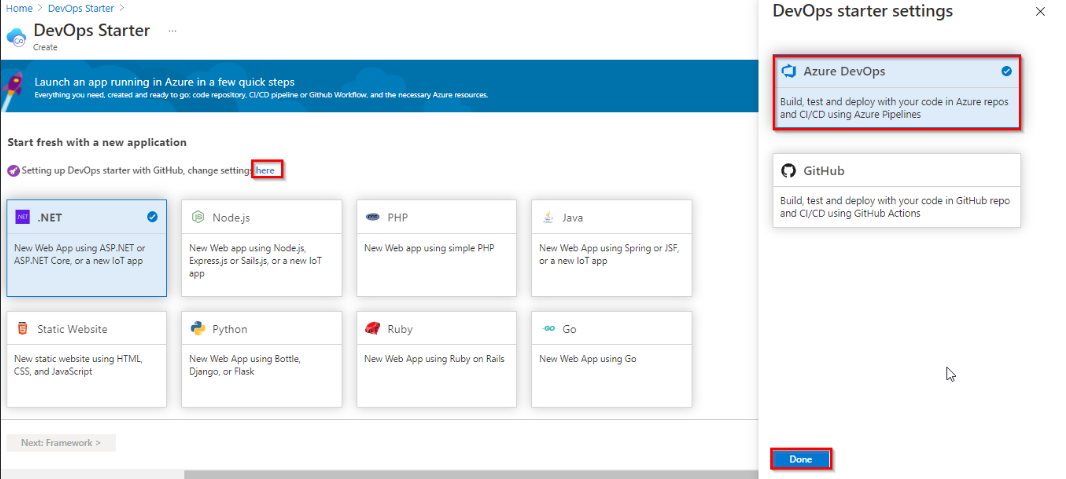 Home > DevOps Starter >
DevOps Starter ...
Create
Launch an app running in Azure in a few quick steps
Everything you need, created and ready to go: code repository, CI/CD pipeline or Github Workflow, and the necessary Azure resources.
Start fresh with a new application
Setting up DevOps starter with GitHub, change settings here
NET .NET
New Web App using ASP.NET or
ASP.NET Core, or a new IoT app
Node.js
New Web app using Node.js,
Express.js or Sails.js, or a new IoT
app
PHP
New Web App using simple PHP
Java
New Web App using Spring or JSF,
or a new IoT app
Static Website
New static website using HTML,
CSS, and JavaScript
Python
New Web App using Bottle,
Django, or Flask
Ruby
New Web App using Ruby on Rails
GO Go
New Web App using Go
Next: Framework >
DevOps starter settings
Azure DevOps
Build, test and deploy with your code in Azure repos
and CI/CD using Azure Pipelines
GitHub
Build, test and deploy with your code in GitHub repo
and CI/CD using GitHub Actions
Done